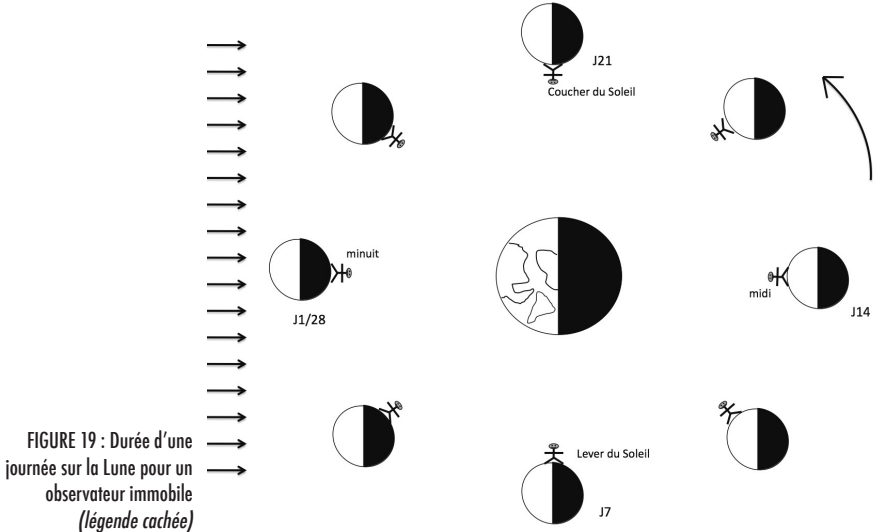 J21
Coucher du Soleil
minuit
J1/28
midi
J14
Lever du Soleil
J7
FIGURE 19 : Durée d’une
journée sur la Lune pour un
observateur immobile
(légende cachée)